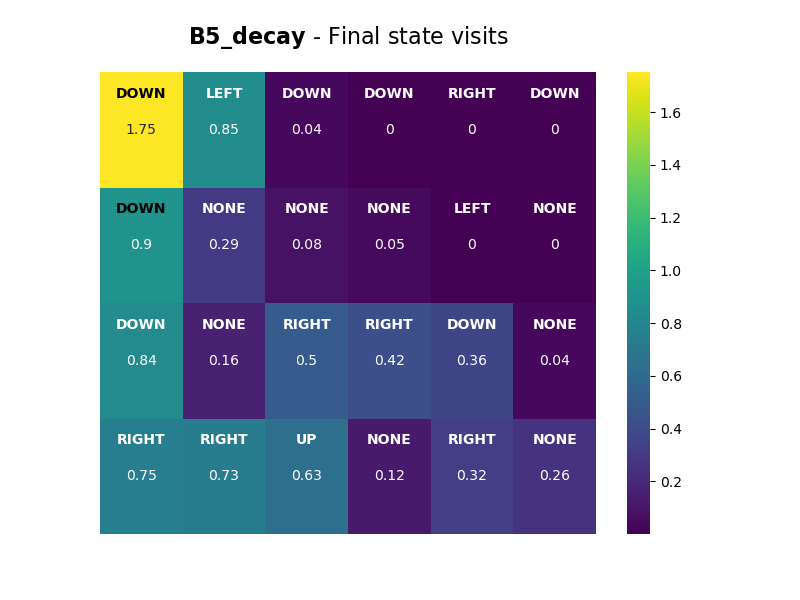 B5_decay - Final state visits
DOWN LEFT DOWN DOWN RIGHT DOWN
1.75 0.85 0.04 0 0 0
DOWN NONE NONE NONE LEFT NONE
0.9 0.29 0.08 0.05 0 0
DOWN NONE RIGHT RIGHT DOWN NONE
0.84 0.16 0.5 0.42 0.36 0.04
RIGHT RIGHT UP NONE RIGHT NONE
0.75 0.73 0.63 0.12 0.32 0.26
1.6
1.4
1.2
1.0
0.8
0.6
0.4
0.2